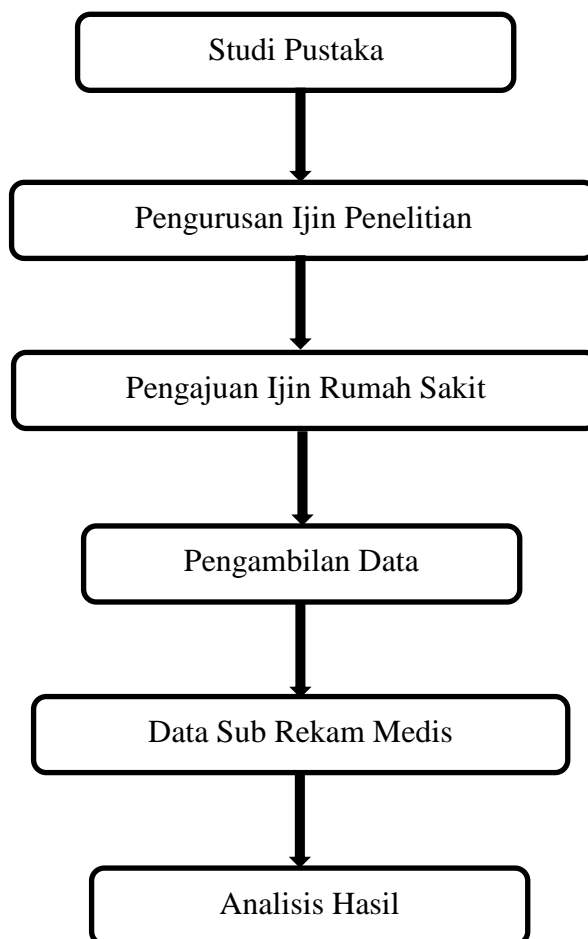 Studi Pustaka
Pengurusan Ijin Penelitian
Pengajuan Ijin Rumah Sakit
Pengambilan Data
Data Sub Rekam Medis
Analisis Hasil